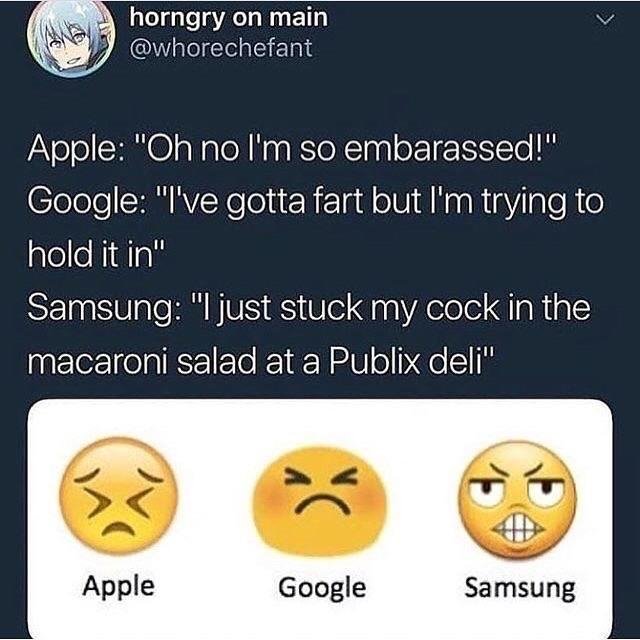 horngry on main
@whorechefant
Apple: "Oh no I'm so embarassed!"
Google: "I've gotta fart but I'm trying to
hold it in"
Samsung: "I just stuck my cock in the
macaroni salad at a Publix deli"
Apple Google Samsung